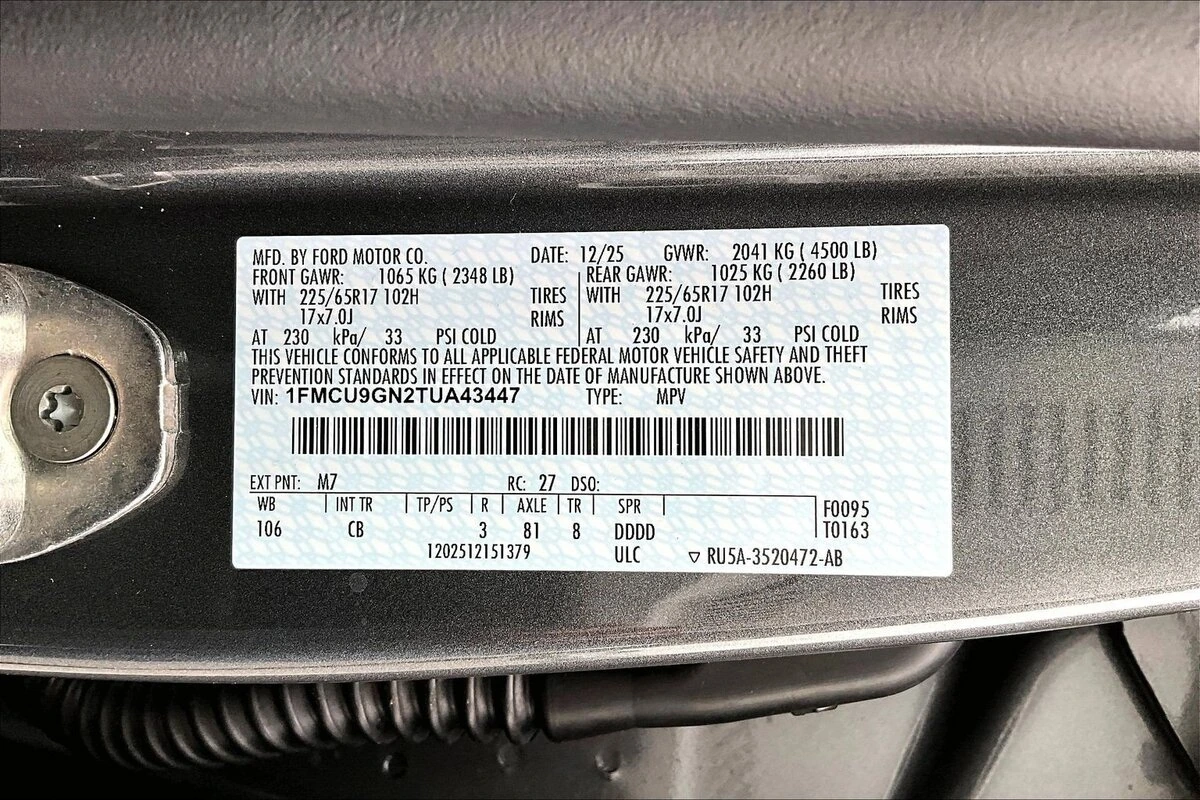 MFD. BY FORD MOTOR CO. DATE: 12/25 GVWR: 2041 KG ( 4500 LB)
FRONT GAWR: 1065 KG ( 2348 LB) REAR GAWR: 1025 KG ( 2260 LB)
WITH 225/65R17 102H TIRES WITH 225/65R17 102H TIRES
17x7.0J RIMS 17x7.0J RIMS
AT 230 kPa/ 33 PSI COLD AT 230 kPa/ 33 PSI COLD
THIS VEHICLE CONFORMS TO ALL APPLICABLE FEDERAL MOTOR VEHICLE SAFETY AND THEFT
PREVENTION STANDARDS IN EFFECT ON THE DATE OF MANUFACTURE SHOWN ABOVE.
VIN: 1FMCU9GN2TUA43447 TYPE: MPV
EXT PNT: M7 RC: 27 DSO:
WB INT TR TP/PS R AXLE TR SPR F0095
106 CB 3 81 8 DDDD T0163
1202512151379 ULC ▽ RU5A-3520472-AB